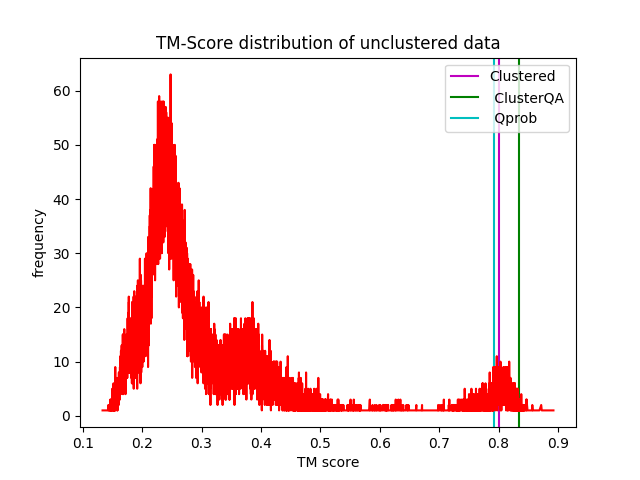 TM-Score distribution of unclustered data
Clustered
ClusterQA
Qprob
frequency
60
50
40
30
20
10
0
0.1 0.2 0.3 0.4 0.5 0.6 0.7 0.8 0.9
TM score